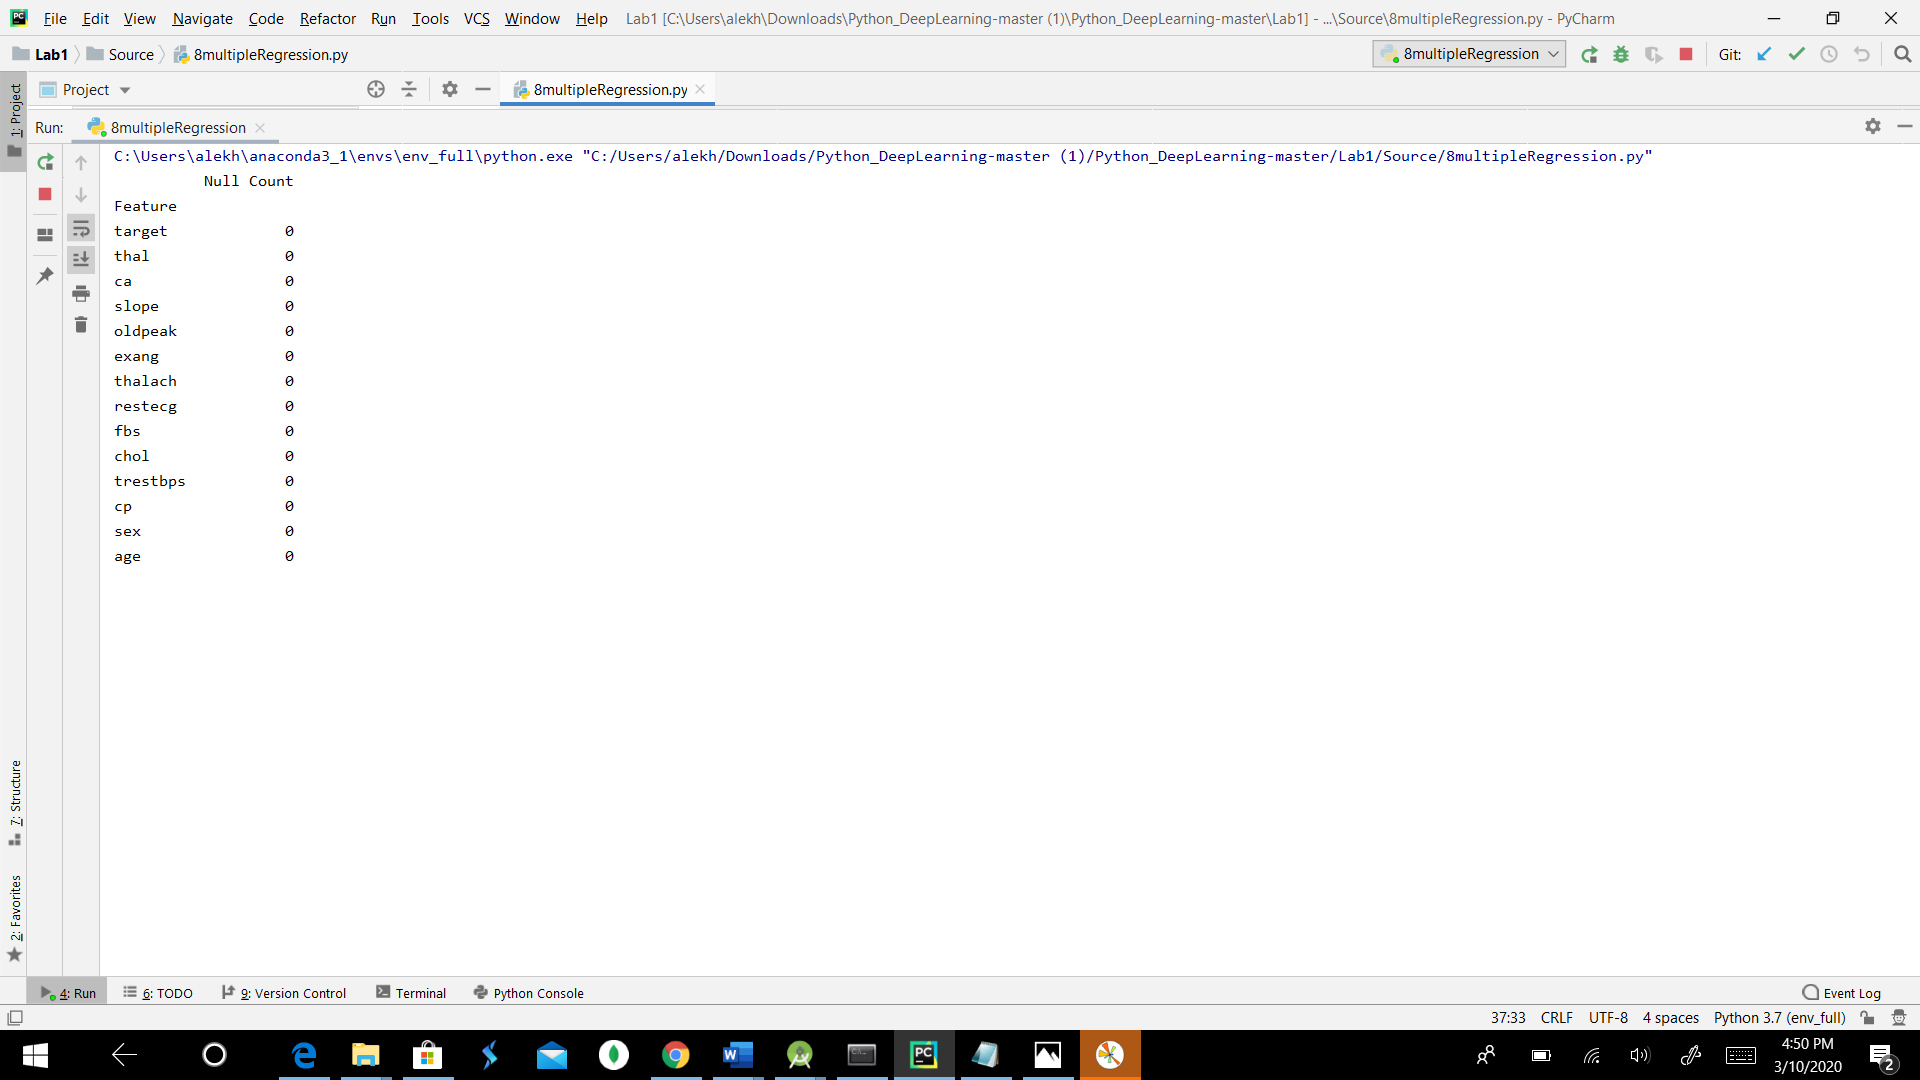 File Edit View Navigate Code Refactor Run Tools VCS Window Help Lab1 [C:\Users\alekh\Downloads\Python_DeepLearning-master (1)\Python_DeepLearning-master\Lab1] - ...\Source\8multipleRegression.py - PyCharm
Lab1 Source 8multipleRegression.py 8multipleRegression Git:
Project 8multipleRegression.py
1: Project
Run: 8multipleRegression
C:\Users\alekh\anaconda3_1\envs\env_full\python.exe "C:/Users/alekh/Downloads/Python_DeepLearning-master (1)/Python_DeepLearning-master/Lab1/Source/8multipleRegression.py"
Null Count
Feature
target 0
thal 0
ca 0
slope 0
oldpeak 0
exang 0
thalach 0
restecg 0
fbs 0
chol 0
trestbps 0
cp 0
sex 0
age 0
7: Structure
2: Favorites
4: Run 6: TODO 9: Version Control Terminal Python Console Event Log
37:33 CRLF UTF-8 4 spaces Python 3.7 (env_full)
4:50 PM
3/10/2020
2